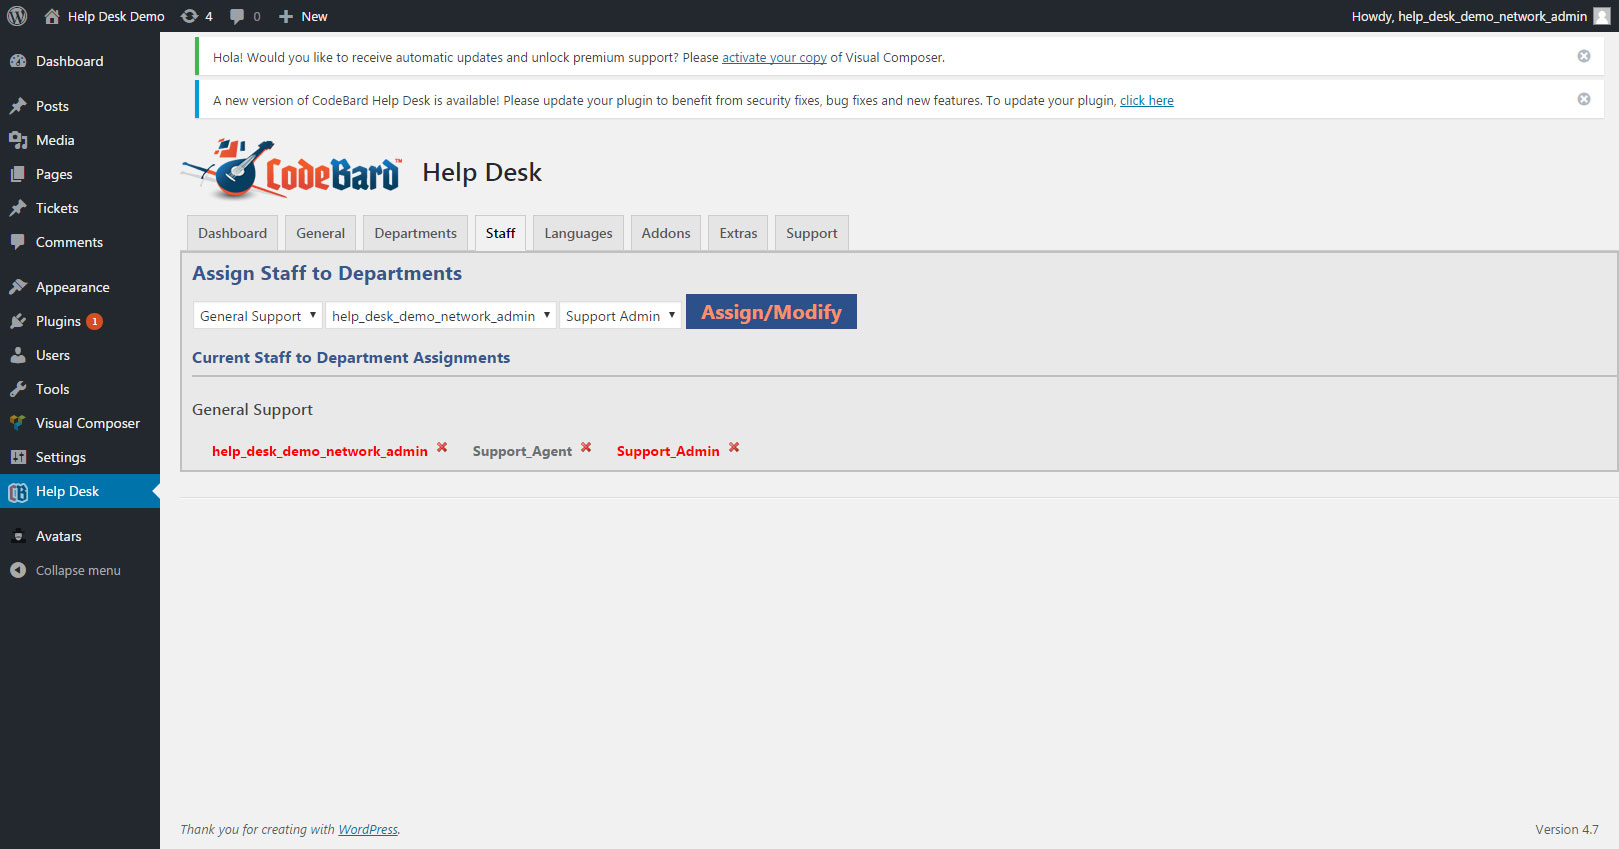 Help Desk Demo 4 0 New Howdy, help_desk_demo_network_admin
Dashboard
Posts
Media
Pages
Tickets
Comments
Appearance
Plugins 1
Users
Tools
Visual Composer
Settings
Help Desk
Avatars
Collapse menu
Hola! Would you like to receive automatic updates and unlock premium support? Please activate your copy of Visual Composer.
A new version of CodeBard Help Desk is available! Please update your plugin to benefit from security fixes, bug fixes and new features. To update your plugin, click here
CodeBard™ Help Desk
Dashboard General Departments Staff Languages Addons Extras Support
Assign Staff to Departments
General Support help_desk_demo_network_admin Support Admin Assign/Modify
Current Staff to Department Assignments
General Support
help_desk_demo_network_admin Support_Agent Support_Admin
Thank you for creating with WordPress. Version 4.7